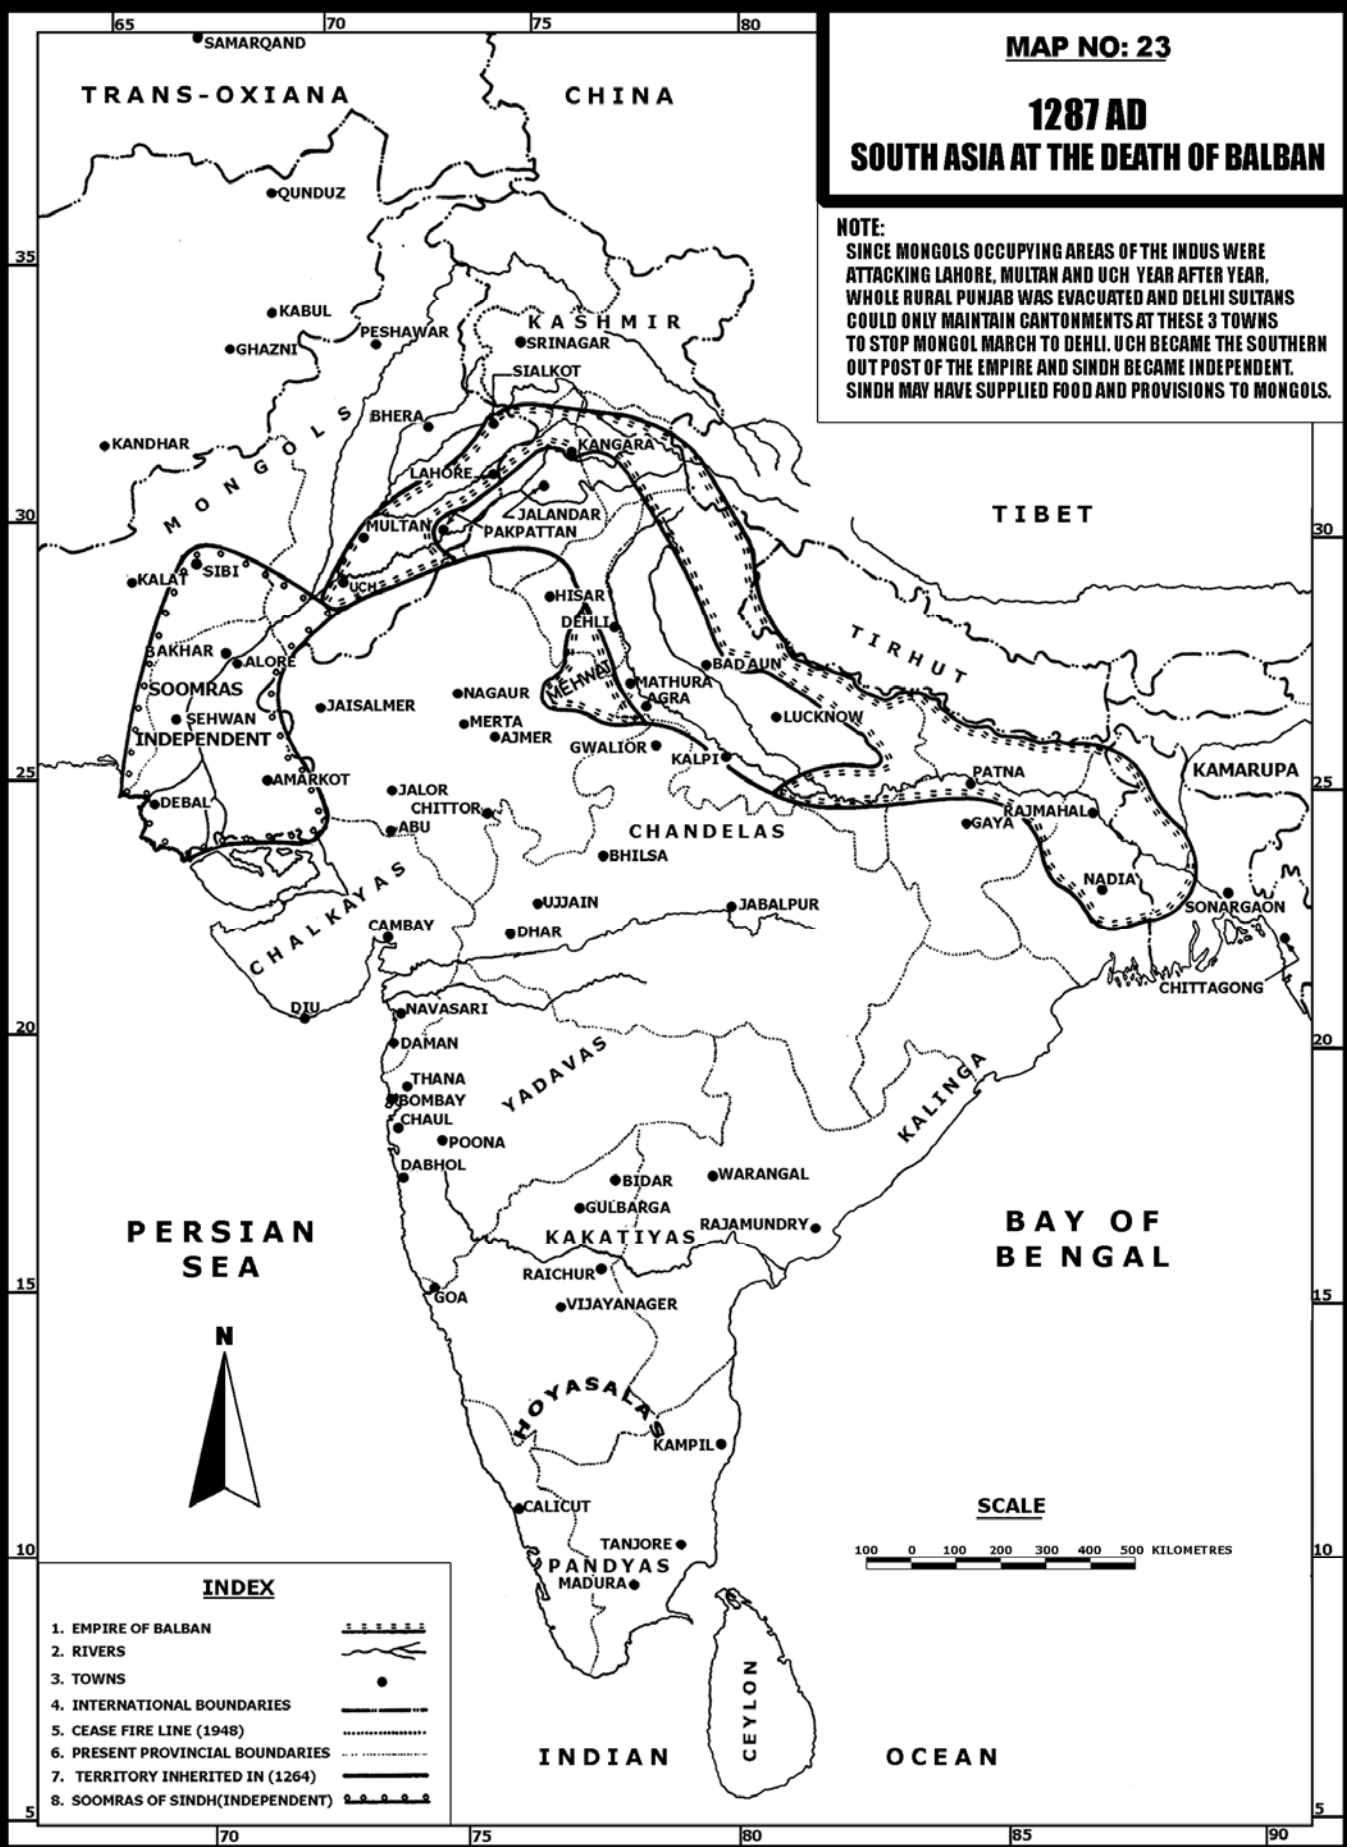 65
70
75
80
MAP NO: 23
1287 AD
SOUTH ASIA AT THE DEATH OF BALBAN
NOTE:
SINCE MONGOLS OCCUPYING AREAS OF THE INDUS WERE
ATTACKING LAHORE, MULTAN AND UCH YEAR AFTER YEAR,
WHOLE RURAL PUNJAB WAS EVACUATED AND DELHI SULTANS
COULD ONLY MAINTAIN CANTONMENTS AT THESE 3 TOWNS
TO STOP MONGOL MARCH TO DEHLI. UCH BECAME THE SOUTHERN
OUT POST OF THE EMPIRE AND SINDH BECAME INDEPENDENT.
SINDH MAY HAVE SUPPLIED FOOD AND PROVISIONS TO MONGOLS.
SAMARQAND
TRANS-OXIANA
CHINA
QUNDUZ
35
KABUL
PESHAWAR
KASHMIR
GHAZNI
SRINAGAR
SIALKOT
BHERA
KANDHAR
MONGOLS
KANGARA
LAHORE
30
MULTAN
JALANDAR
PAKPATTAN
TIBET
30
SIBI
KALAT
UCH
HISAR
DEHLI
TIRHUT
BAKHAR
ALORE
BADAUN
SOOMRAS
MEHWAT
MATHURA
JAISALMER
NAGAUR
AGRA
SEHWAN
MERTA
LUCKNOW
INDEPENDENT
AJMER
GWALIOR
KALPI
25
AMARKOT
PATNA
KAMARUPA
25
DEBAL
JALOR
CHITTOR
RAJMAHAL
ABU
CHANDELAS
GAYA
BHILSA
NADIA
CHALKAYAS
UJJAIN
JABALPUR
SONARGAON
CAMBAY
DHAR
CHITTAGONG
DIU
NAVASARI
20
DAMAN
20
YADAVAS
THANA
BOMBAY
KALINGA
CHAUL
POONA
DABHOL
WARANGAL
BIDAR
GULBARGA
PERSIAN
SEA
RAJAMUNDRY
BAY OF
BENGAL
KAKATIYAS
RAICHUR
15
GOA
VIJAYANAGER
15
N
HOYASALAS
KAMPIL
CALICUT
SCALE
TANJORE
100 0 100 200 300 400 500 KILOMETRES
10
PANDYAS
10
MADURA
INDEX
1. EMPIRE OF BALBAN
2. RIVERS
3. TOWNS
4. INTERNATIONAL BOUNDARIES
5. CEASE FIRE LINE (1948)
6. PRESENT PROVINCIAL BOUNDARIES
7. TERRITORY INHERITED IN (1264)
8. SOOMRAS OF SINDH(INDEPENDENT)
CEYLON
INDIAN
OCEAN
5
5
70
75
80
85
90